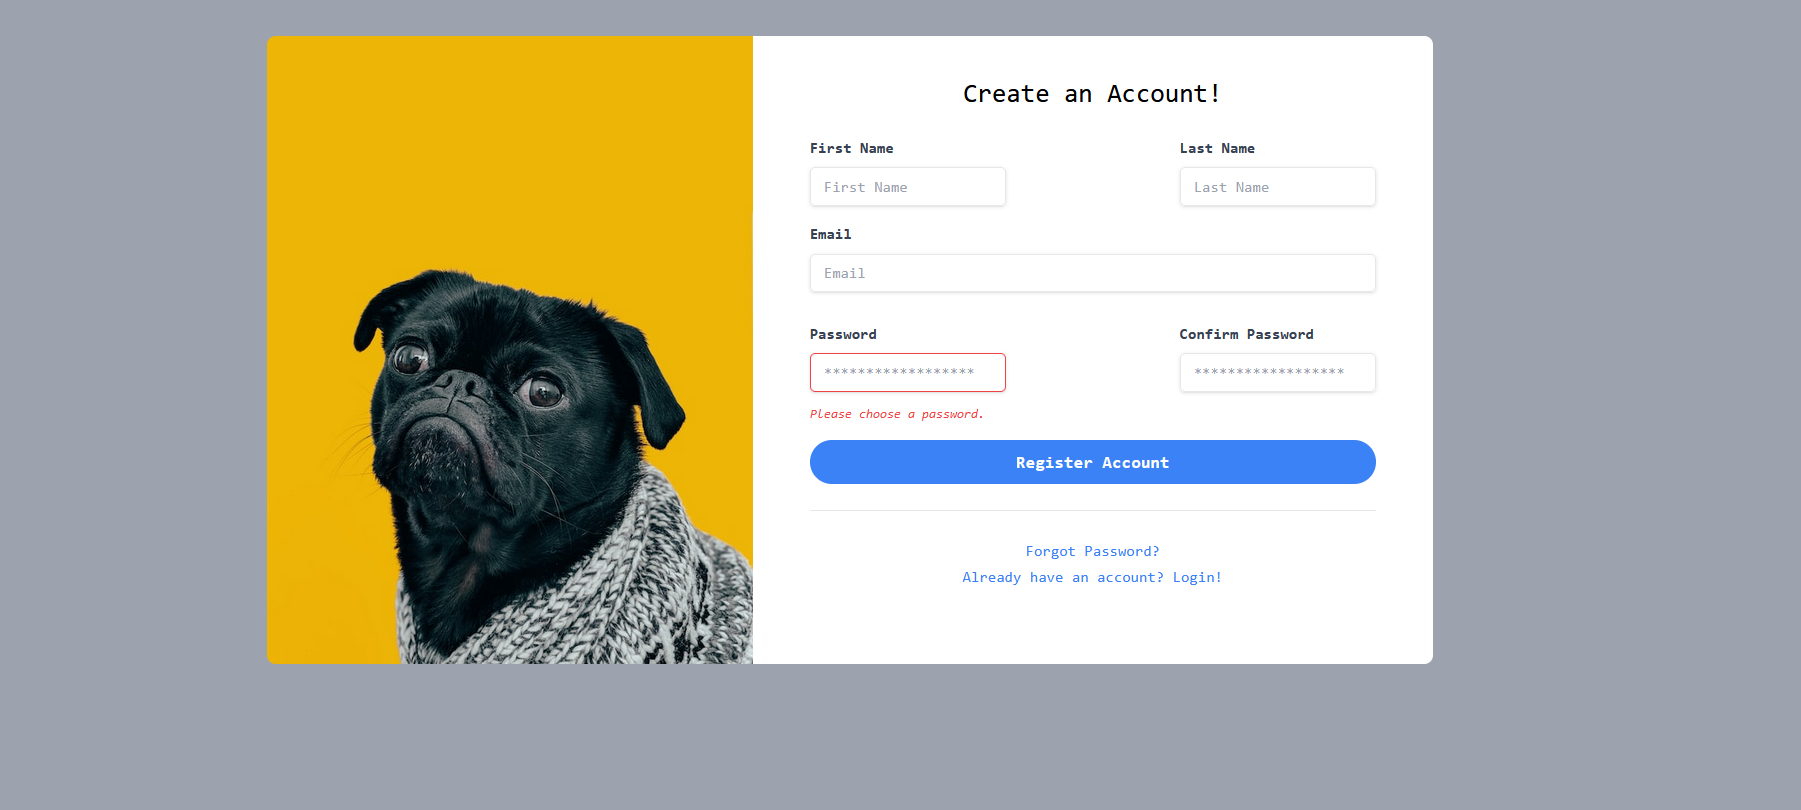 Create an Account!
First Name
Last Name
First Name
Last Name
Email
Email
Password
Confirm Password
******************
******************
Please choose a password.
Register Account
Forgot Password?
Already have an account? Login!